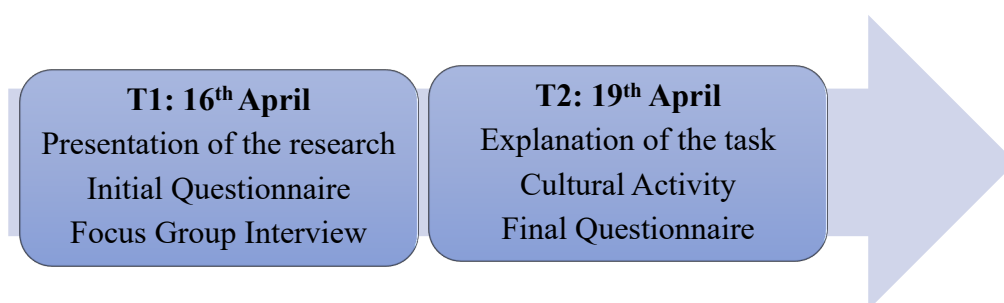 T1: 16th April
Presentation of the research
Initial Questionnaire
Focus Group Interview
T2: 19th April
Explanation of the task
Cultural Activity
Final Questionnaire